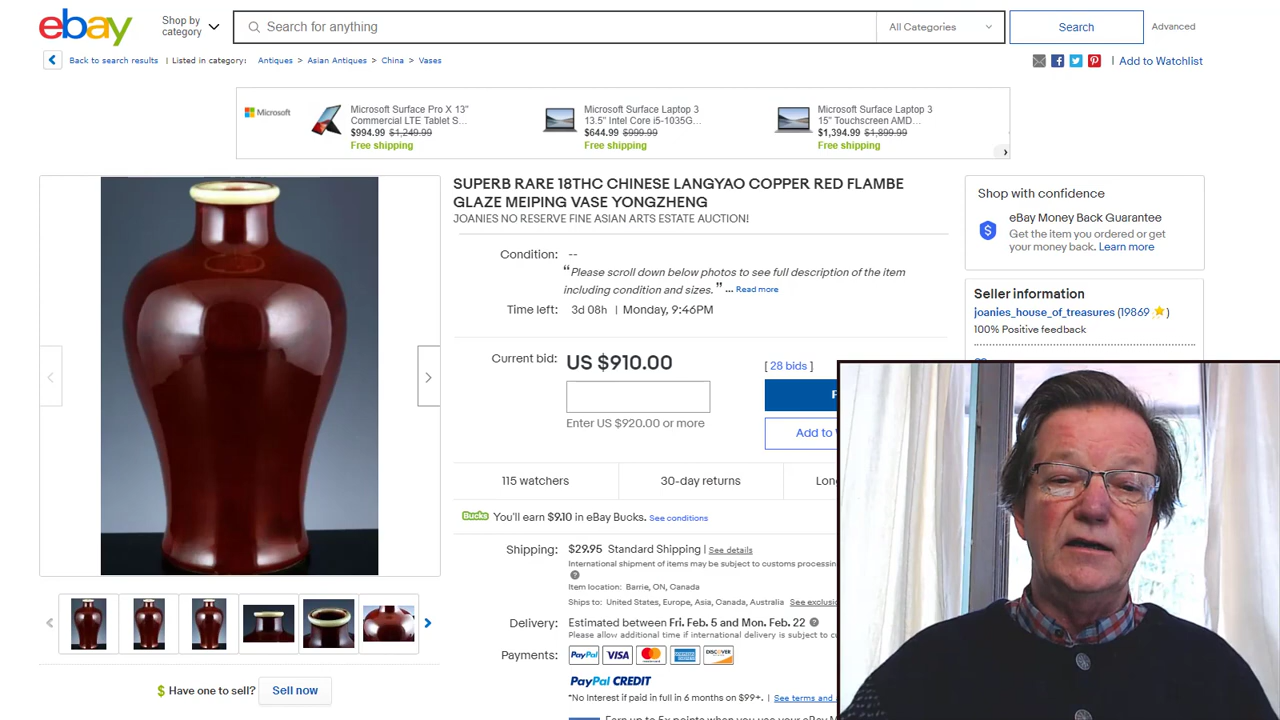 ebay
Shop by
category
Search for anything
All Categories
Search
Advanced
Back to search results
| Listed in category:
Antiques > Asian Antiques > China > Vases
| Add to Watchlist
Microsoft
Microsoft Surface Pro X 13"
Commercial LTE Tablet S...
$994.99 $1,249.99
Free shipping
Microsoft Surface Laptop 3
13.5" Intel Core i5-1035G...
$644.99 $999.99
Free shipping
Microsoft Surface Laptop 3
15" Touchscreen AMD...
$1,394.99 $1,899.99
Free shipping
SUPERB RARE 18THC CHINESE LANGYAO COPPER RED FLAMBE
GLAZE MEIPING VASE YONGZHENG
JOANIES NO RESERVE FINE ASIAN ARTS ESTATE AUCTION!
Condition: --
“Please scroll down below photos to see full description of the item
including condition and sizes.” ... Read more
Time left: 3d 08h | Monday, 9:46PM
Current bid: US $910.00
[ 28 bids ]
Enter US $920.00 or more
Add to
115 watchers
30-day returns
Bucks You'll earn $9.10 in eBay Bucks. See conditions
Shipping: $29.95 Standard Shipping | See details
International shipment of items may be subject to customs processin
Item location: Barrie, ON, Canada
Ships to: United States, Europe, Asia, Canada, Australia See exclusio
Delivery: Estimated between Fri. Feb. 5 and Mon. Feb. 22
Please allow additional time if international delivery is subject to cu
Payments: PayPal VISA mastercard AMERICAN EXPRESS DISCOVER
PayPal CREDIT
*No Interest if paid in full in 6 months on $99+. | See terms and
Shop with confidence
eBay Money Back Guarantee
Get the item you ordered or get
your money back. Learn more
Seller information
joanies_house_of_treasures (19869 )
100% Positive feedback
$ Have one to sell? Sell now